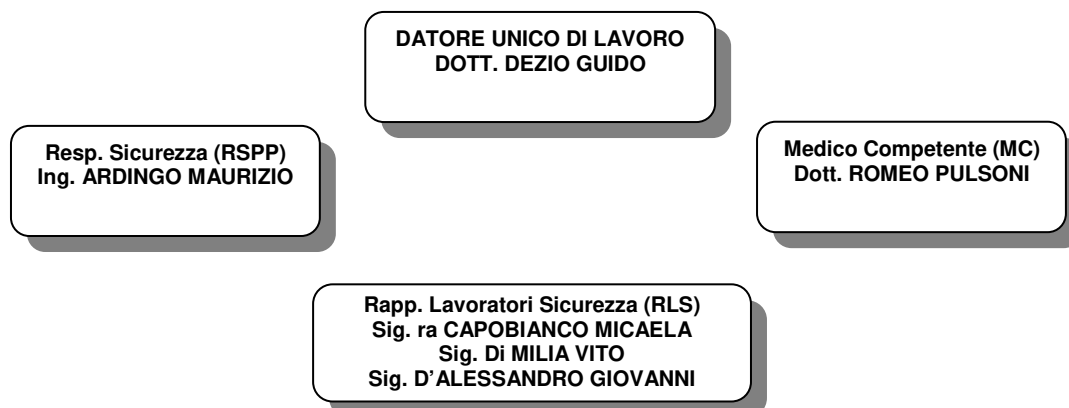 DATORE UNICO DI LAVORO
DOTT. DEZIO GUIDO
Resp. Sicurezza (RSPP)
Ing. ARDINGO MAURIZIO
Medico Competente (MC)
Dott. ROMEO PULSONI
Rapp. Lavoratori Sicurezza (RLS)
Sig. ra CAPOBIANCO MICAELA
Sig. Di MILIA VITO
Sig. D'ALESSANDRO GIOVANNI